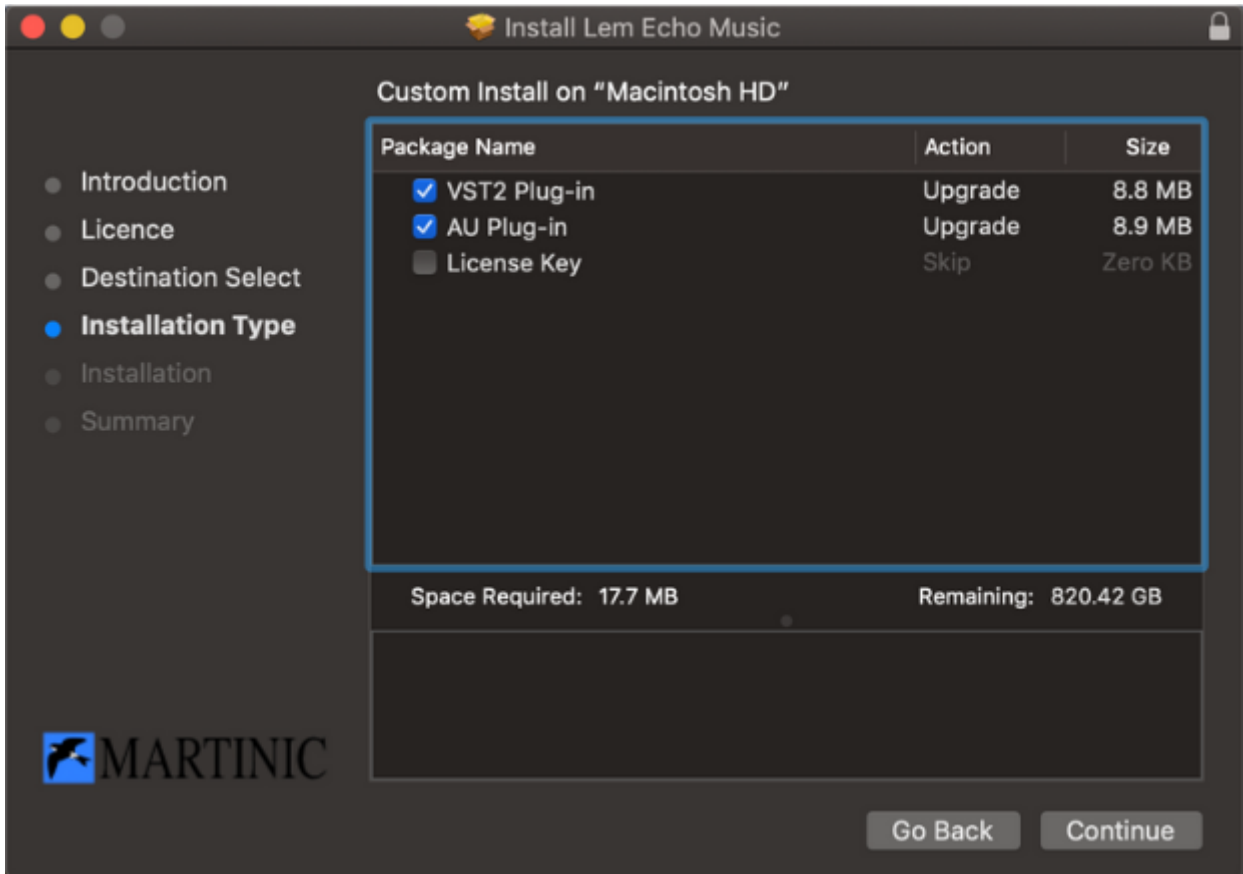 Install Lem Echo Music
Custom Install on “Macintosh HD”
Introduction
Licence
Destination Select
Installation Type
Installation
Summary
Package Name Action Size
VST2 Plug-in Upgrade 8.8 MB
AU Plug-in Upgrade 8.9 MB
License Key Skip Zero KB
Space Required: 17.7 MB Remaining: 820.42 GB
MARTINIC
Go Back Continue